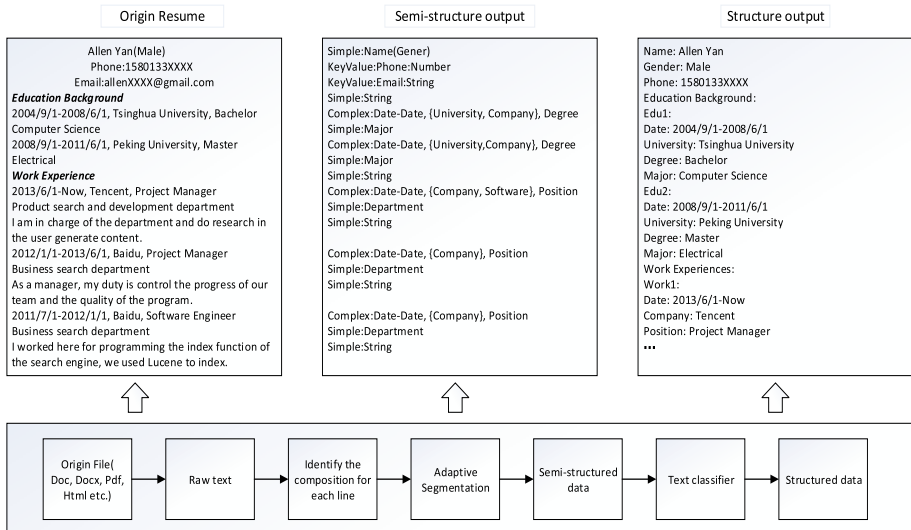 Origin Resume
Allen Yan(Male)
Phone:1580133XXXX
Email:allenXXXX@gmail.com
Education Background
2004/9/1-2008/6/1, Tsinghua University, Bachelor
Computer Science
2008/9/1-2011/6/1, Peking University, Master
Electrical
Work Experience
2013/6/1-Now, Tencent, Project Manager
Product search and development department
I am in charge of the department and do research in
the user generate content.
2012/1/1-2013/6/1, Baidu, Project Manager
Business search department
As a manager, my duty is control the progress of our
team and the quality of the program.
2011/7/1-2012/1/1, Baidu, Software Engineer
Business search department
I worked here for programming the index function of
the search engine, we used Lucene to index.
Semi-structure output
Simple:Name(Gener)
KeyValue:Phone:Number
KeyValue:Email:String
Simple:String
Complex:Date-Date, {University, Company}, Degree
Simple:Major
Complex:Date-Date, {University,Company}, Degree
Simple:Major
Simple:String
Complex:Date-Date, {Company, Software}, Position
Simple:Department
Simple:String
Complex:Date-Date, {Company}, Position
Simple:Department
Simple:String
Complex:Date-Date, {Company}, Position
Simple:Department
Simple:String
Structure output
Name: Allen Yan
Gender: Male
Phone: 1580133XXXX
Education Background:
Edu1:
Date: 2004/9/1-2008/6/1
University: Tsinghua University
Degree: Bachelor
Major: Computer Science
Edu2:
Date: 2008/9/1-2011/6/1
University: Peking University
Degree: Master
Major: Electrical
Work Experiences:
Work1:
Date: 2013/6/1-Now
Company: Tencent
Position: Project Manager
...
Origin File(
Doc, Docx, Pdf,
Html etc.)
Raw text
Identify the
composition for
each line
Adaptive
Segmentation
Semi-structured
data
Text classifier
Structured data